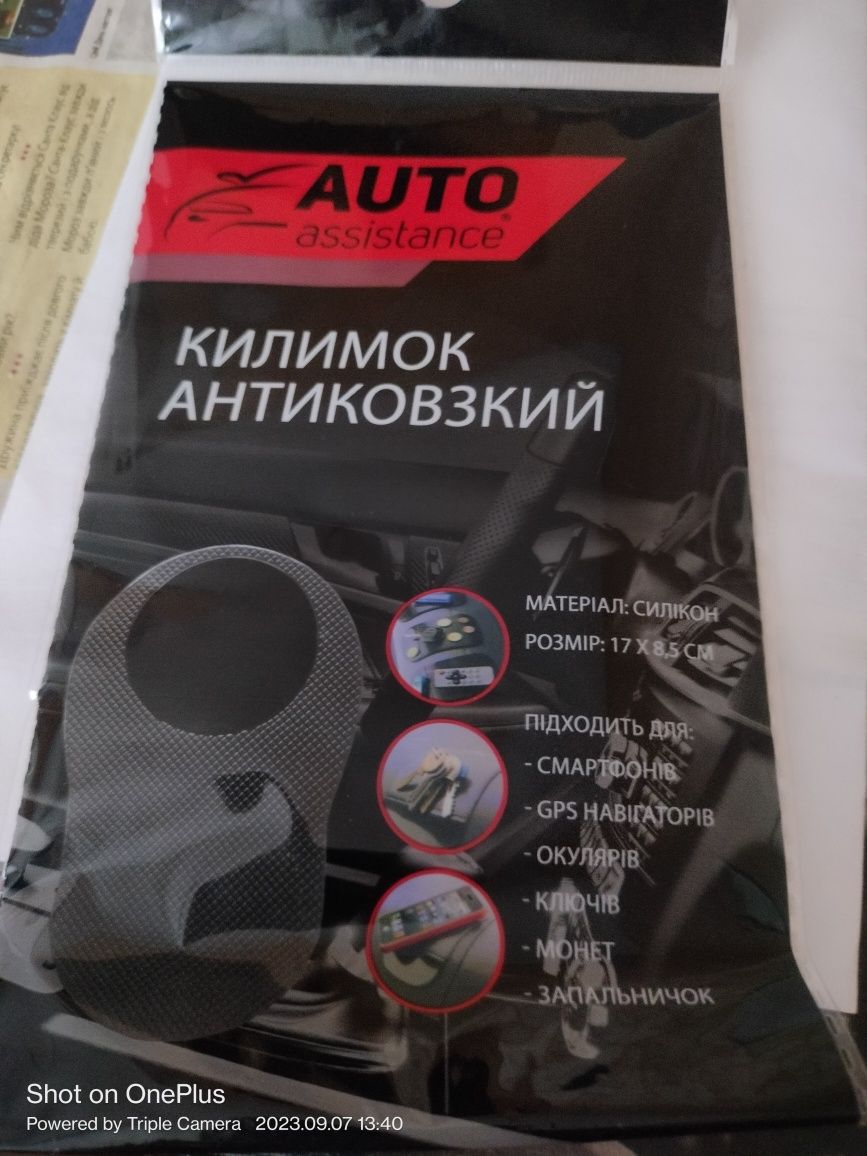 AUTO
assistance®
КИЛИМОК
АНТИКОВЗКИЙ
МАТЕРІАЛ: СИЛІКОН
РОЗМІР: 17 X 8,5 СМ
ПІДХОДИТЬ ДЛЯ:
- СМАРТФОНІВ
- GPS НАВІГАТОРІВ
- ОКУЛЯРІВ
- КЛЮЧІВ
- МОНЕТ
- ЗАПАЛЬНИЧОК
Shot on OnePlus
Powered by Triple Camera 2023.09.07 13:40